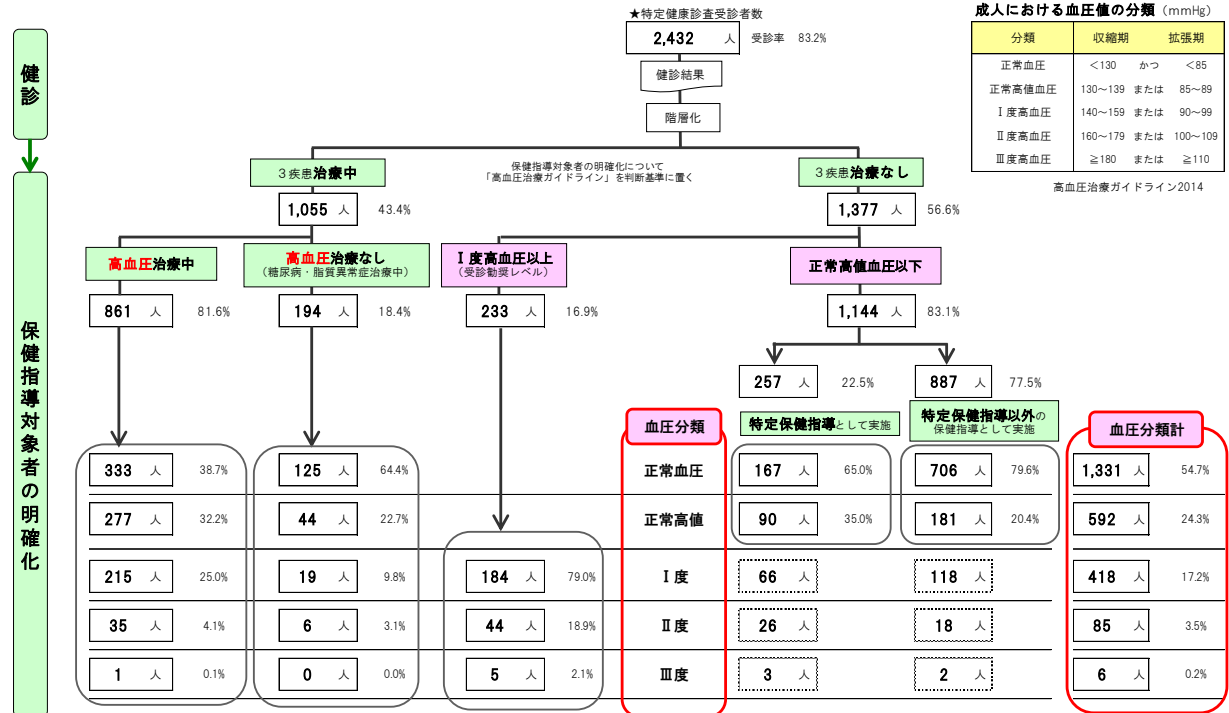 ★特定健康診査受診者数
2,432 人 受診率 83.2%
健診結果
階層化
成人における血圧値の分類（mmHg）
分類 収縮期 拡張期
正常血圧 ＜130 かつ ＜85
正常高値血圧 130～139 または 85～89
Ⅰ度高血圧 140～159 または 90～99
Ⅱ度高血圧 160～179 または 100～109
Ⅲ度高血圧 ≧180 または ≧110
高血圧治療ガイドライン2014
健診
保健指導対象者の明確化
保健指導対象者の明確化について
「高血圧治療ガイドライン」を判断基準に置く
３疾患治療中
1,055 人 43.4%
３疾患治療なし
1,377 人 56.6%
高血圧治療中
861 人 81.6%
高血圧治療なし
（糖尿病・脂質異常症治療中）
194 人 18.4%
Ⅰ度高血圧以上
（受診勧奨レベル）
233 人 16.9%
正常高値血圧以下
1,144 人 83.1%
257 人 22.5%
887 人 77.5%
血圧分類
特定保健指導として実施
特定保健指導以外の
保健指導として実施
血圧分類計
333 人 38.7% 125 人 64.4% 正常血圧 167 人 65.0% 706 人 79.6% 1,331 人 54.7%
277 人 32.2% 44 人 22.7% 正常高値 90 人 35.0% 181 人 20.4% 592 人 24.3%
215 人 25.0% 19 人 9.8% 184 人 79.0% Ⅰ度 66 人 118 人 418 人 17.2%
35 人 4.1% 6 人 3.1% 44 人 18.9% Ⅱ度 26 人 18 人 85 人 3.5%
1 人 0.1% 0 人 0.0% 5 人 2.1% Ⅲ度 3 人 2 人 6 人 0.2%